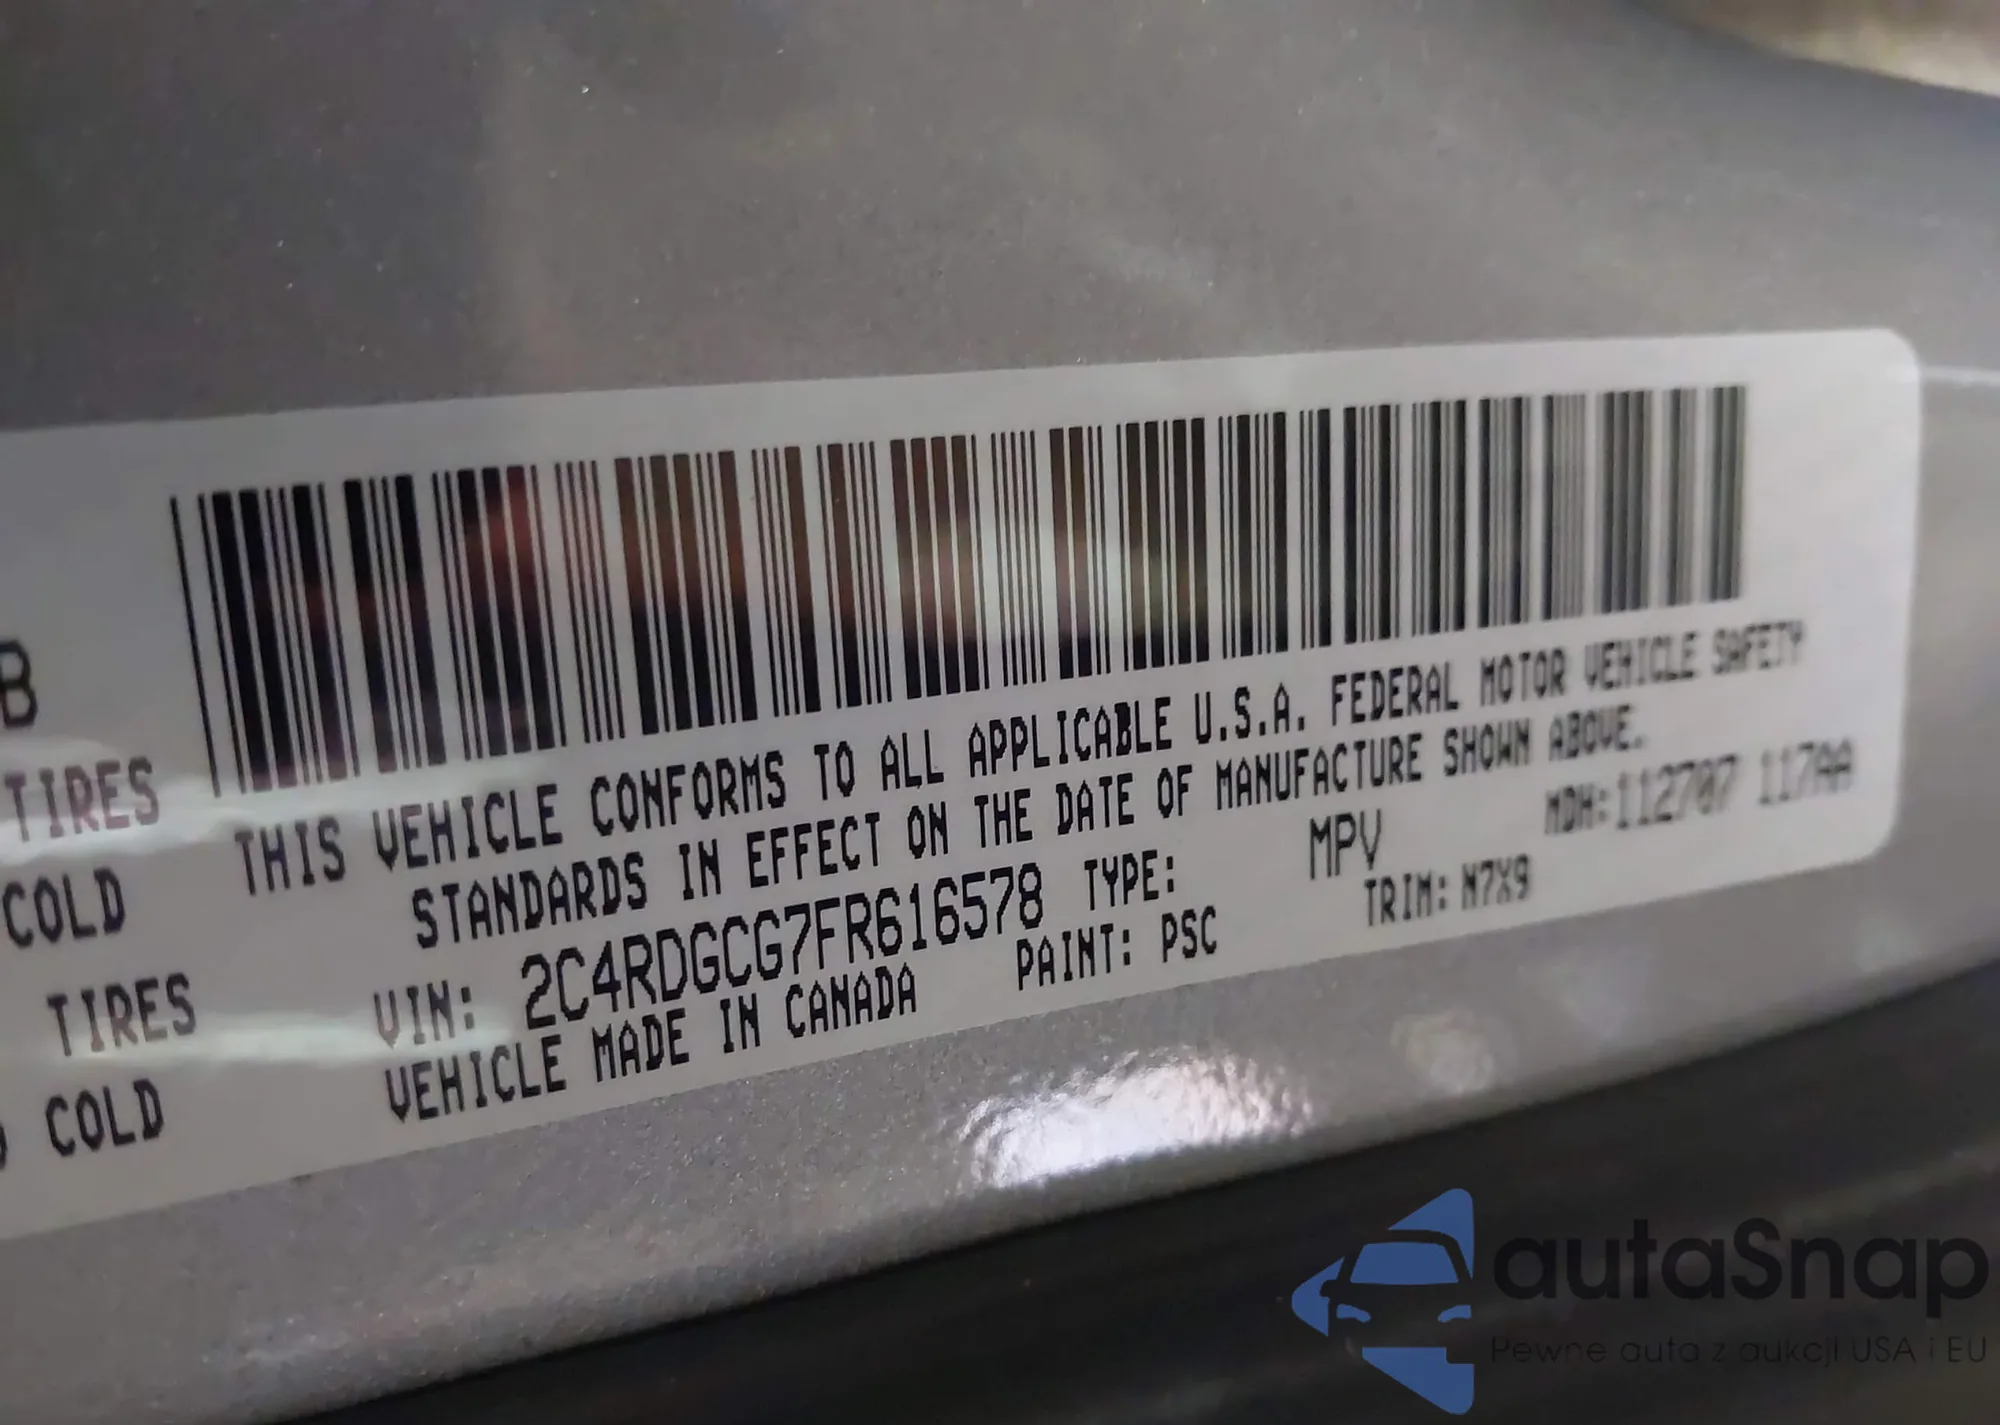 B
TIRES
COLD
TIRES
COLD
THIS VEHICLE CONFORMS TO ALL APPLICABLE U.S.A. FEDERAL MOTOR VEHICLE SAFETY
STANDARDS IN EFFECT ON THE DATE OF MANUFACTURE SHOWN ABOVE.
MDH:112707 117AA
VIN: 2C4RDGCG7FR616578 TYPE: MPV
VEHICLE MADE IN CANADA PAINT: PSC TRIM: N7X9
autaSnap
Pewne auta z aukcji USA i EU